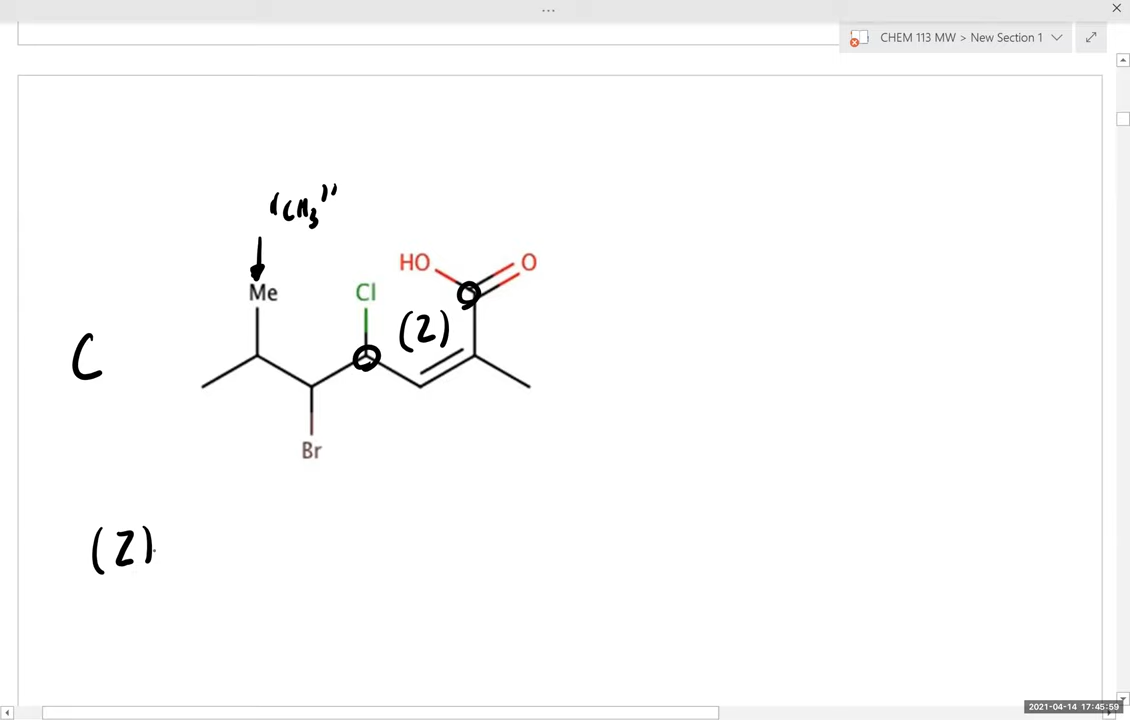 CHEM 113 MW > New Section 1
"CH3"
HO
O
Me
Cl
(Z)
C
Br
(Z)
2021-04-14 17:45:59